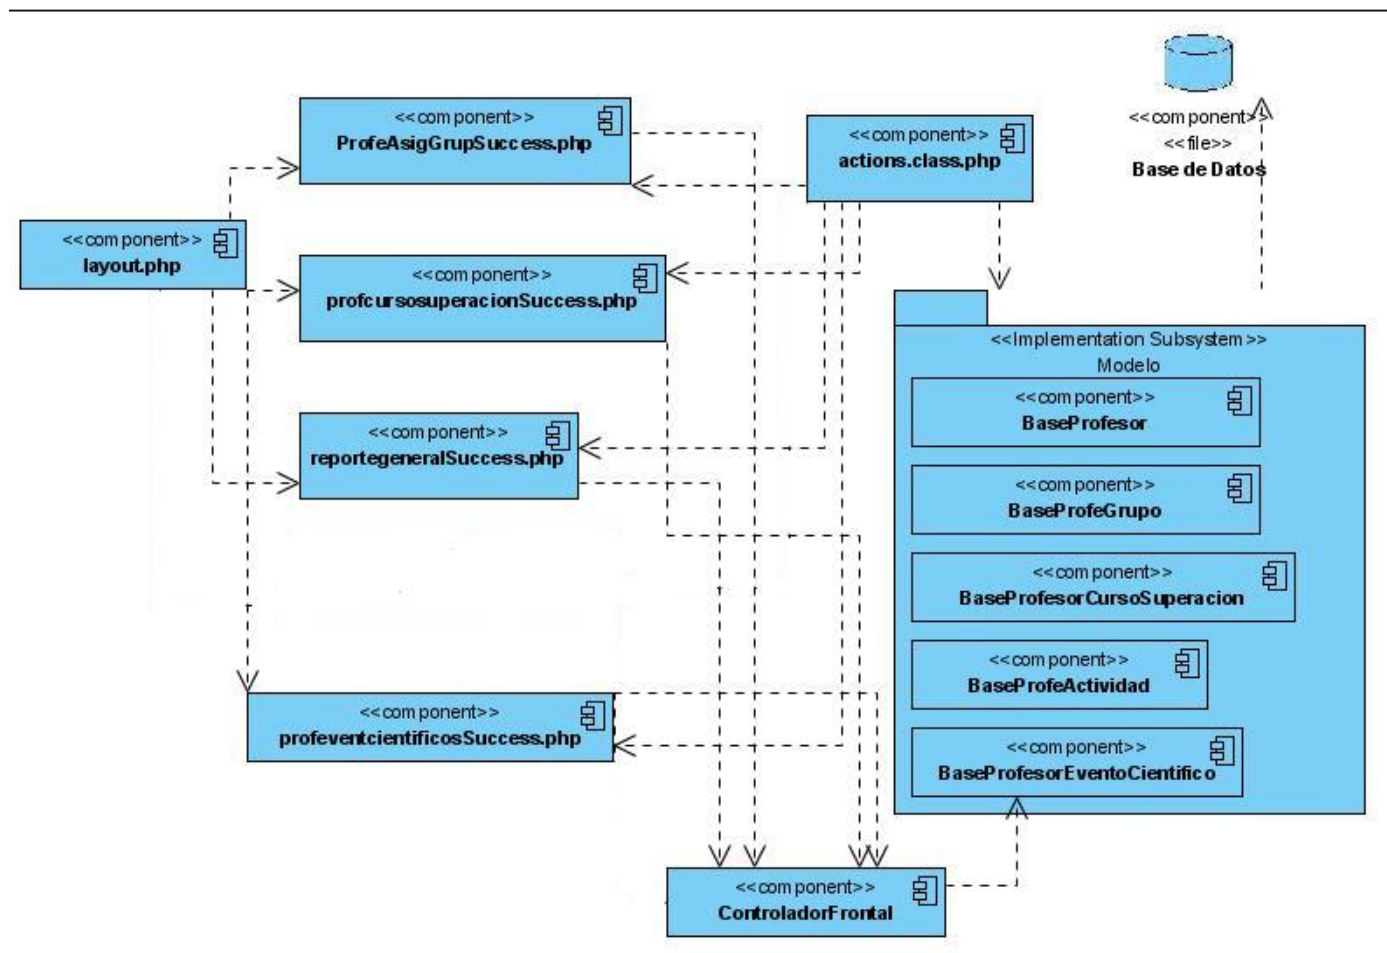 <<component>>
ProfeAsigGrupSuccess.php
<<component>>
actions.class.php
<<component>>
<<file>>
Base de Datos
<<component>>
layout.php
<<component>>
profcursosuperacionSuccess.php
<<component>>
reportegeneralSuccess.php
<<component>>
profeventcientificosSuccess.php
<<Implementation Subsystem>>
Modelo
<<component>>
BaseProfesor
<<component>>
BaseProfeGrupo
<<component>>
BaseProfesorCursoSuperacion
<<component>>
BaseProfeActividad
<<component>>
BaseProfesorEventoCientifico
<<component>>
ControladorFrontal